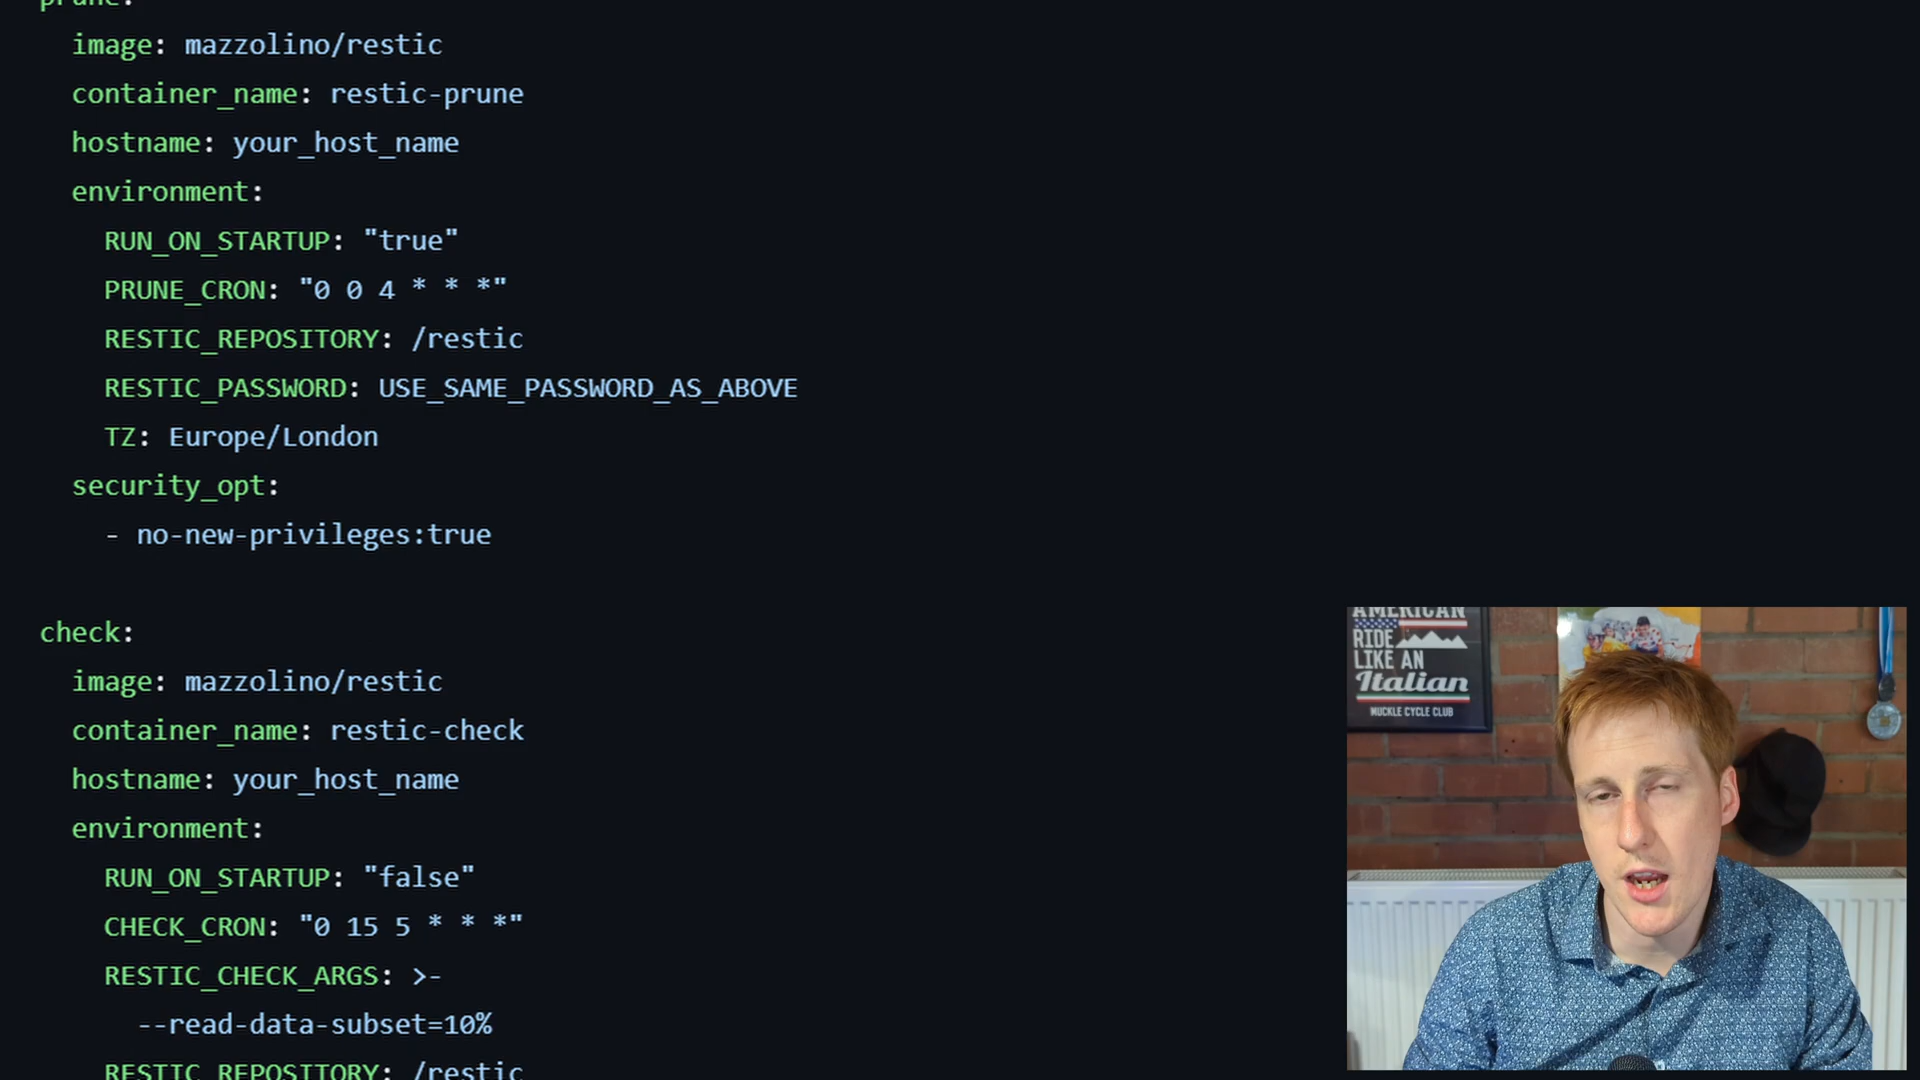 prune:
image: mazzolino/restic
container_name: restic-prune
hostname: your_host_name
environment:
RUN_ON_STARTUP: "true"
PRUNE_CRON: "0 0 4 * * *"
RESTIC_REPOSITORY: /restic
RESTIC_PASSWORD: USE_SAME_PASSWORD_AS_ABOVE
TZ: Europe/London
security_opt:
- no-new-privileges:true
check:
image: mazzolino/restic
container_name: restic-check
hostname: your_host_name
environment:
RUN_ON_STARTUP: "false"
CHECK_CRON: "0 15 5 * * *"
RESTIC_CHECK_ARGS: >-
--read-data-subset=10%
RESTIC_REPOSITORY: /restic
AMERICAN
RIDE
LIKE AN
Italian
MUCKLE CYCLE CLUB